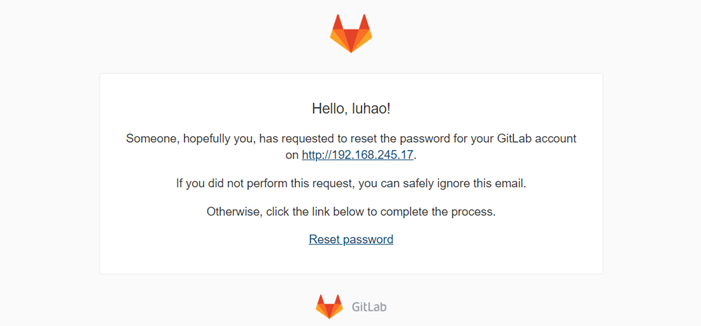 Hello, luhao!
Someone, hopefully you, has requested to reset the password for your GitLab account
on http://192.168.245.17.
If you did not perform this request, you can safely ignore this email.
Otherwise, click the link below to complete the process.
Reset password
GitLab